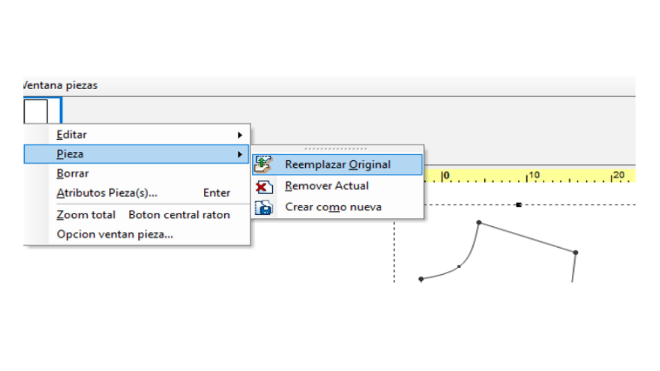 Ventana piezas
Editar
Pieza
Borrar
Atributos Pieza(s)... Enter
Zoom total Boton central raton
Opcion ventan pieza...
Reemplazar Original
Remover Actual
Crear como nueva
0 10 20